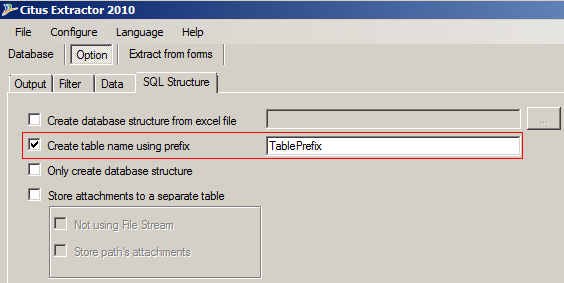 Citus Extractor 2010
File Configure Language Help
Database Option Extract from forms
Output Filter Data SQL Structure
Create database structure from excel file ...
Create table name using prefix TablePrefix
Only create database structure
Store attachments to a separate table
Not using File Stream
Store path's attachments